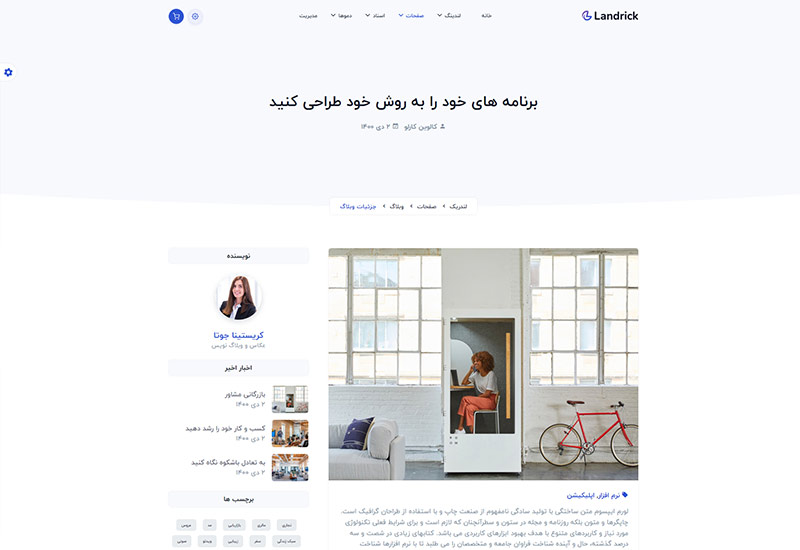 Landrick
خانه لندینگ صفحات اسناد دموها مدیریت
برنامه های خود را به روش خود طراحی کنید
کالوین کارلو ۲ دی ۱۴۰۰
لندریک صفحات وبلاگ جزئیات وبلاگ
نرم افزار, اپلیکیشن
لورم ایپسوم متن ساختگی با تولید سادگی نامفهوم از صنعت چاپ و با استفاده از طراحان گرافیک است.
چاپگرها و متون بلکه روزنامه و مجله در ستون و سطرآنچنان که لازم است و برای شرایط فعلی تکنولوژی
مورد نیاز و کاربردهای متنوع با هدف بهبود ابزارهای کاربردی می باشد. کتابهای زیادی در شصت و سه
درصد گذشته، حال و آینده شناخت فراوان جامعه و متخصصان را می طلبد تا با نرم افزارها شناخت
نویسنده
کریستینا جوتا
عکاس و وبلاگ نویس
اخبار اخیر
بازرگانی مشاور
۲ دی ۱۴۰۰
کسب و کار خود را رشد دهید
۲ دی ۱۴۰۰
به تعادل باشکوه نگاه کنید
۲ دی ۱۴۰۰
برچسب ها
تجاری مالری بازاریابی مد عروس
سبک زندگی سفر زیبایی ویدئو صوتی